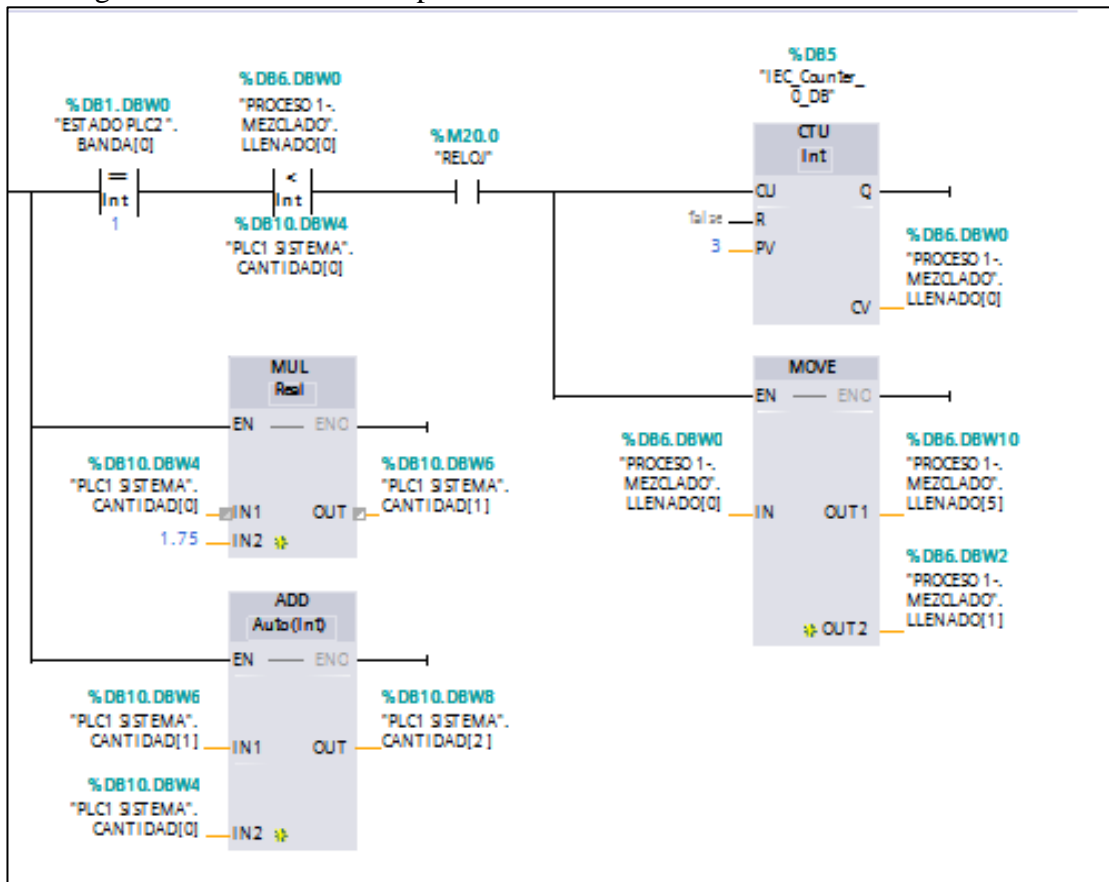 %DB1.DBW0
"ESTADO PLC2".
BANDA[0]
==
Int
1
%DB6.DBW0
"PROCESO 1-.
MEZCLADO".
LLENADO[0]
<
Int
%DB10.DBW4
"PLC1 SISTEMA".
CANTIDAD[0]
%M20.0
"RELOJ"
%DB5
"IEC_Counter_
0_DB"
CTU
Int
CU Q
false R
3 PV
CV
%DB6.DBW0
"PROCESO 1-.
MEZCLADO".
LLENADO[0]
MUL
Real
EN ENO
%DB10.DBW4
"PLC1 SISTEMA".
CANTIDAD[0]
IN1 OUT
1.75 IN2
%DB10.DBW6
"PLC1 SISTEMA".
CANTIDAD[1]
MOVE
EN ENO
%DB6.DBW0
"PROCESO 1-.
MEZCLADO".
LLENADO[0]
IN OUT1
%DB6.DBW10
"PROCESO 1-.
MEZCLADO".
LLENADO[5]
%DB6.DBW2
"PROCESO 1-.
MEZCLADO".
LLENADO[1]
OUT2
ADD
Auto(Int)
EN ENO
%DB10.DBW6
"PLC1 SISTEMA".
CANTIDAD[1]
IN1 OUT
%DB10.DBW8
"PLC1 SISTEMA".
CANTIDAD[2]
%DB10.DBW4
"PLC1 SISTEMA".
CANTIDAD[0]
IN2